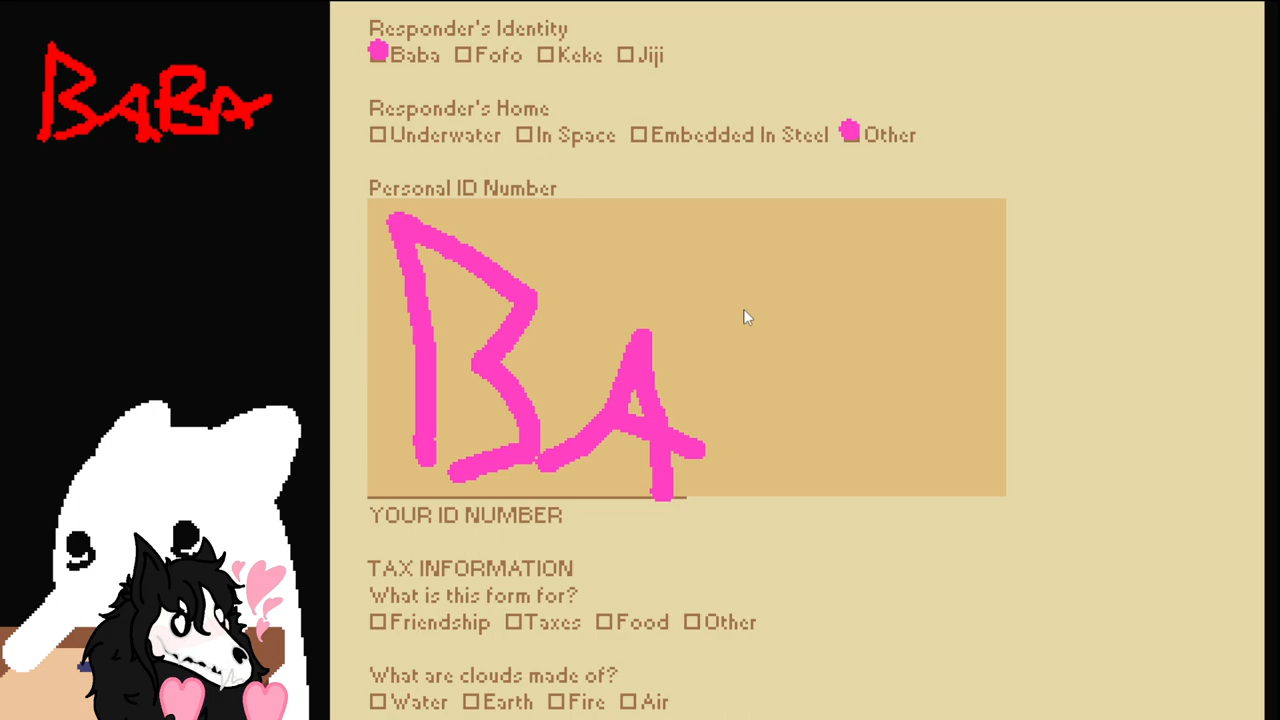 BABA
Responder's Identity
Baba Fofo Keke Jiji
Responder's Home
Underwater In Space Embedded In Steel Other
Personal ID Number
BA
YOUR ID NUMBER
TAX INFORMATION
What is this form for?
Friendship Taxes Food Other
What are clouds made of?
Water Earth Fire Air